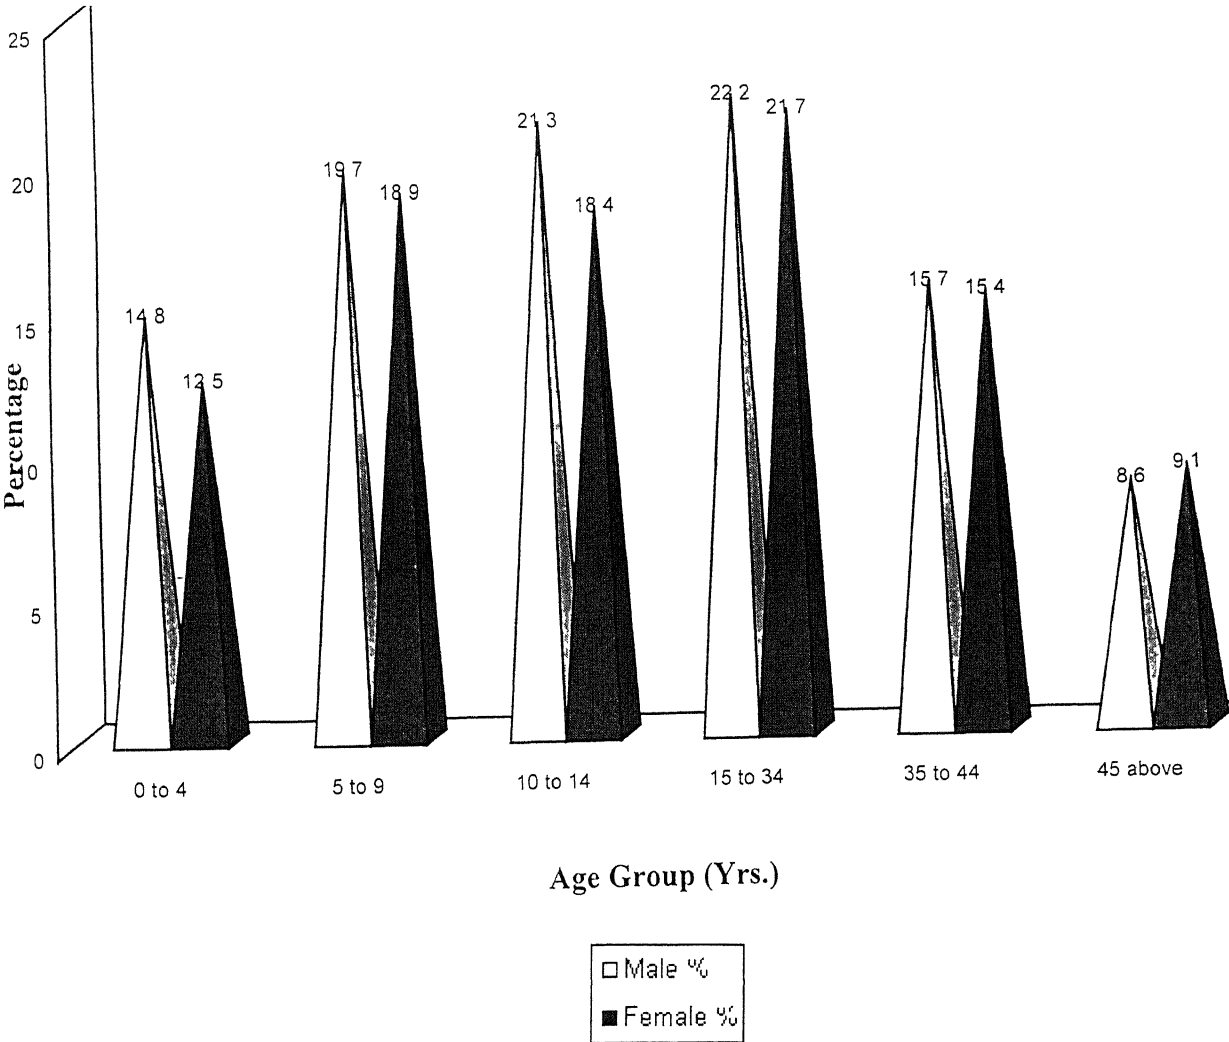 25
20
15
10
5
0
Percentage
14 8
12 5
19 7
18 9
21 3
18 4
22 2
21 7
15 7
15 4
8 6
9 1
0 to 4
5 to 9
10 to 14
15 to 34
35 to 44
45 above
Age Group (Yrs.)
Male %
Female %